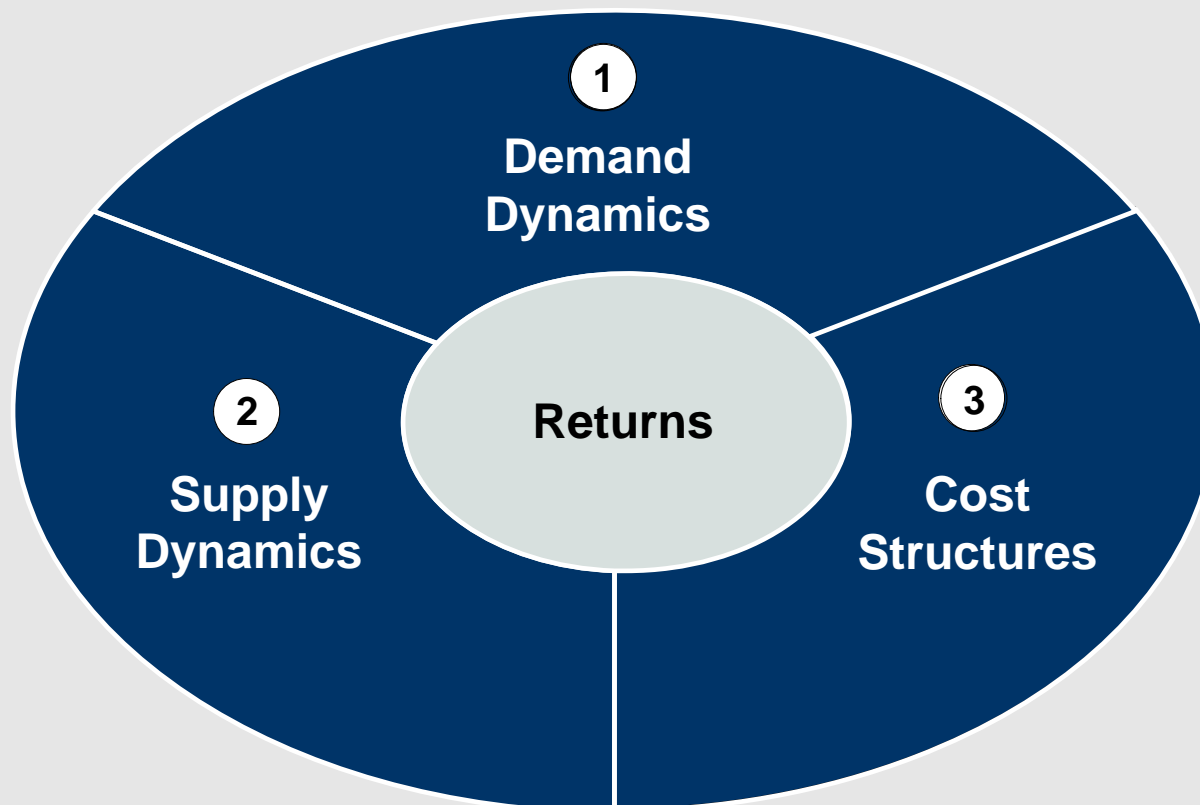 1
Demand
Dynamics
2
Supply
Dynamics
Returns
3
Cost
Structures